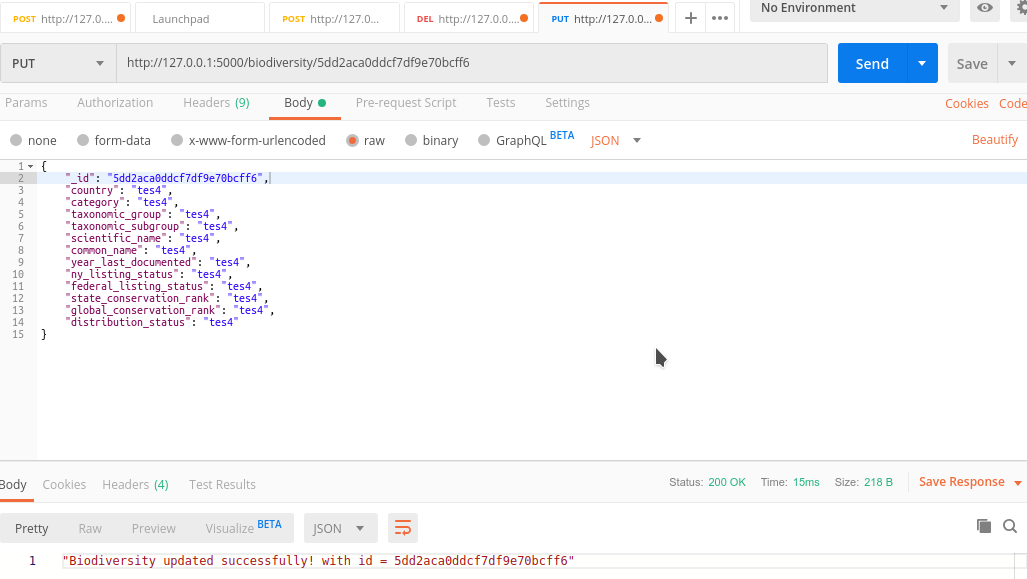 POST http://127.0.... Launchpad POST http://127.0... DEL http://127.0.0.... PUT http://127.0.0... + ••• No Environment
PUT http://127.0.0.1:5000/biodiversity/5dd2aca0ddcf7df9e70bcff6 Send Save
Params Authorization Headers (9) Body Pre-request Script Tests Settings Cookies Code
none form-data x-www-form-urlencoded raw binary GraphQL BETA JSON Beautify
1 {
2 "_id": "5dd2aca0ddcf7df9e70bcff6",
3 "country": "tes4",
4 "category": "tes4",
5 "taxonomic_group": "tes4",
6 "taxonomic_subgroup": "tes4",
7 "scientific_name": "tes4",
8 "common_name": "tes4",
9 "year_last_documented": "tes4",
10 "ny_listing_status": "tes4",
11 "federal_listing_status": "tes4",
12 "state_conservation_rank": "tes4",
13 "global_conservation_rank": "tes4",
14 "distribution_status": "tes4"
15 }
Body Cookies Headers (4) Test Results Status: 200 OK Time: 15ms Size: 218 B Save Response
Pretty Raw Preview Visualize BETA JSON
1 "Biodiversity updated successfully! with id = 5dd2aca0ddcf7df9e70bcff6"